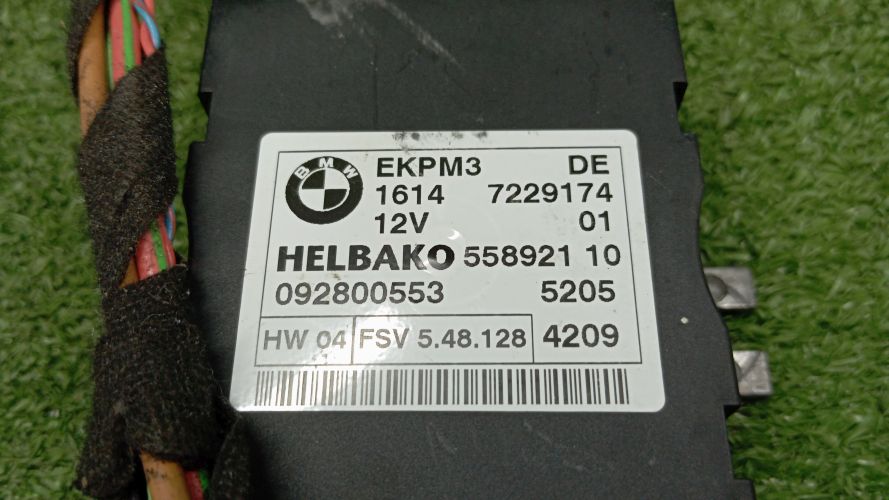 BMW EKPM3 DE
1614 7229174
12V 01
HELBAKO 558921 10
092800553 5205
HW 04 FSV 5.48.128 4209